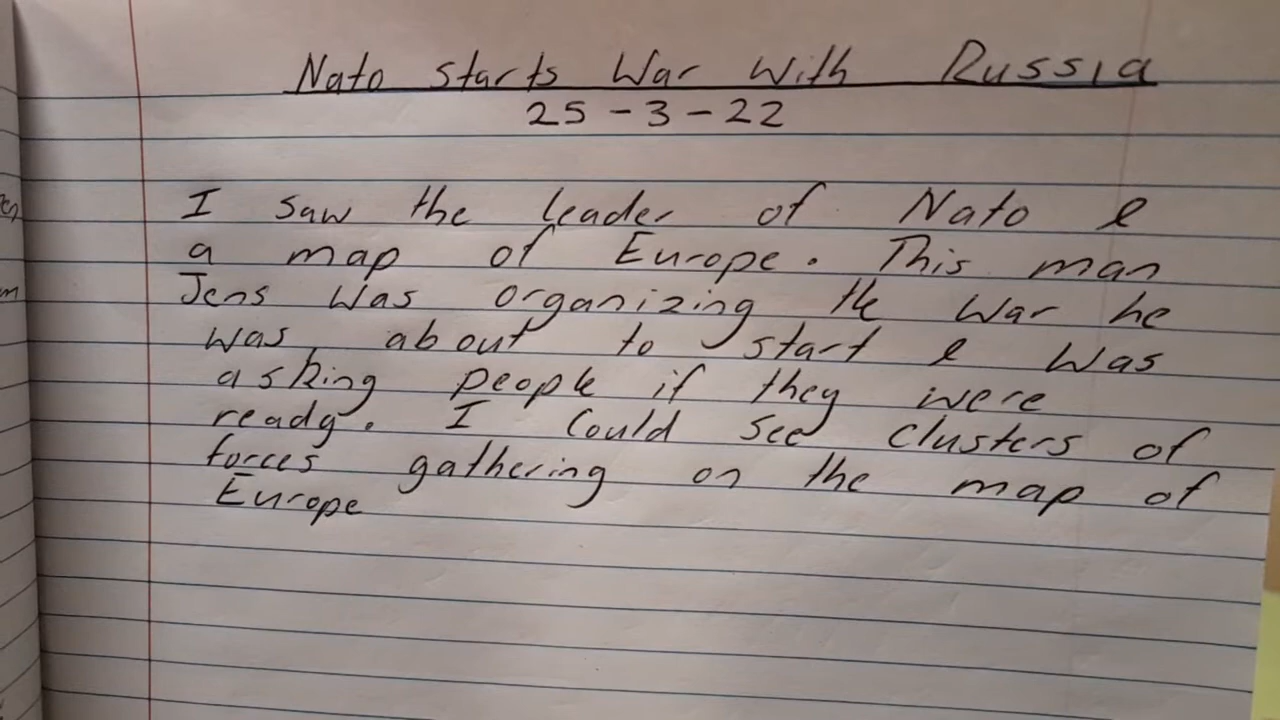 Nato starts War With Russia
25-3-22
I saw the leader of Nato &
a map of Europe. This man
Jens was organizing the war he
was about to start & was
asking people if they were
ready. I could see clusters of
forces gathering on the map of
Europe